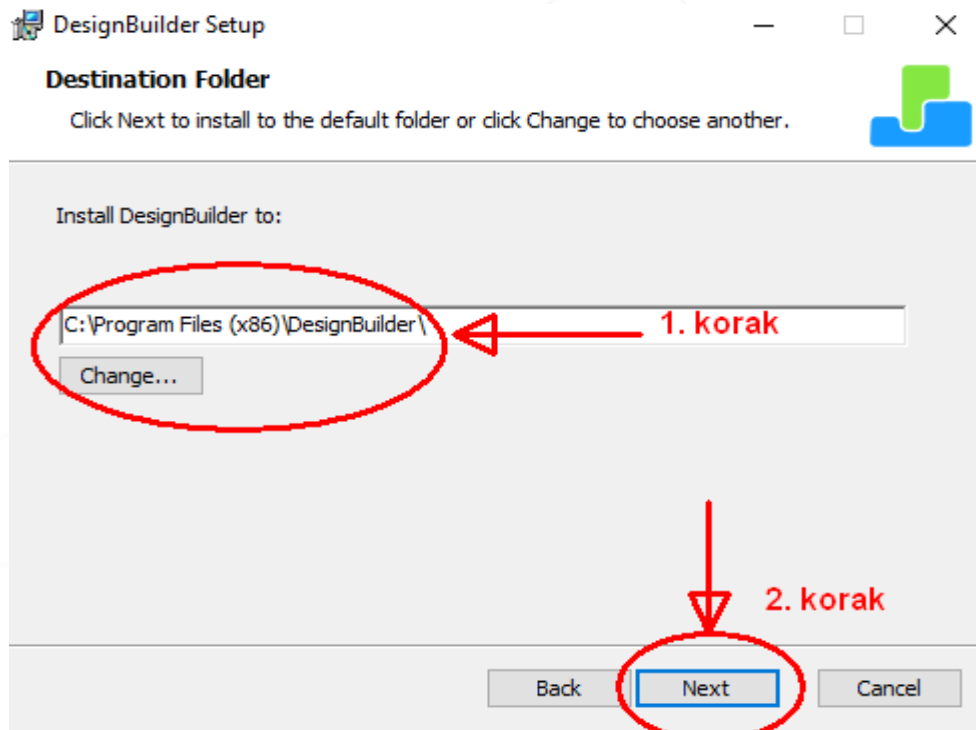 DesignBuilder Setup
Destination Folder
Click Next to install to the default folder or click Change to choose another.
Install DesignBuilder to:
C:\Program Files (x86)\DesignBuilder\
1. korak
Change...
2. korak
Back Next Cancel